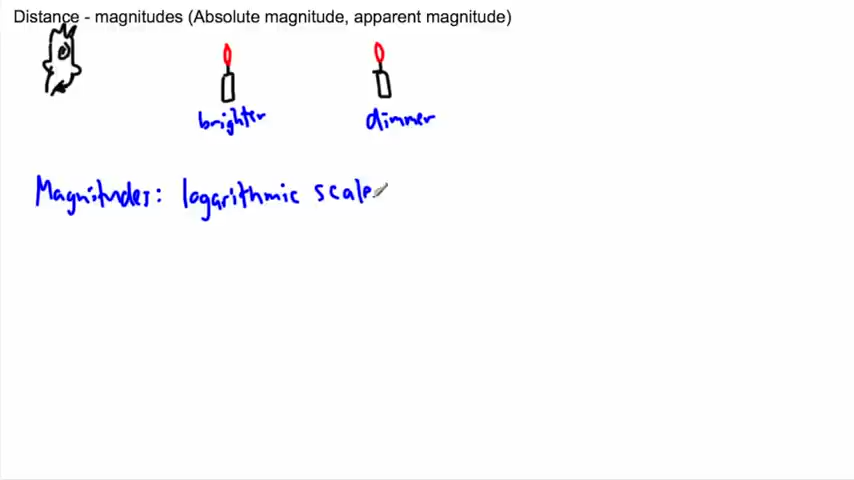 Distance - magnitudes (Absolute magnitude, apparent magnitude)
brighter dimmer
Magnitudes: logarithmic scale